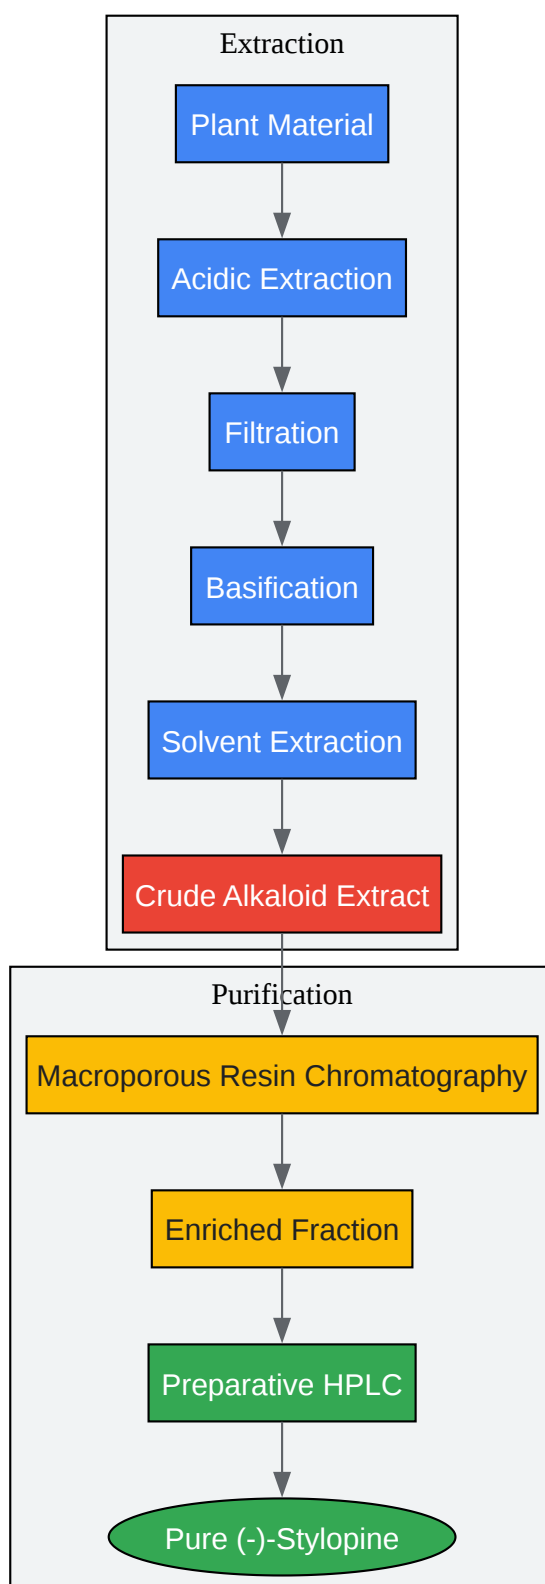 Extraction
Plant Material
Acidic Extraction
Filtration
Basification
Solvent Extraction
Crude Alkaloid Extract
Purification
Macroporous Resin Chromatography
Enriched Fraction
Preparative HPLC
Pure (-)-Stylopine